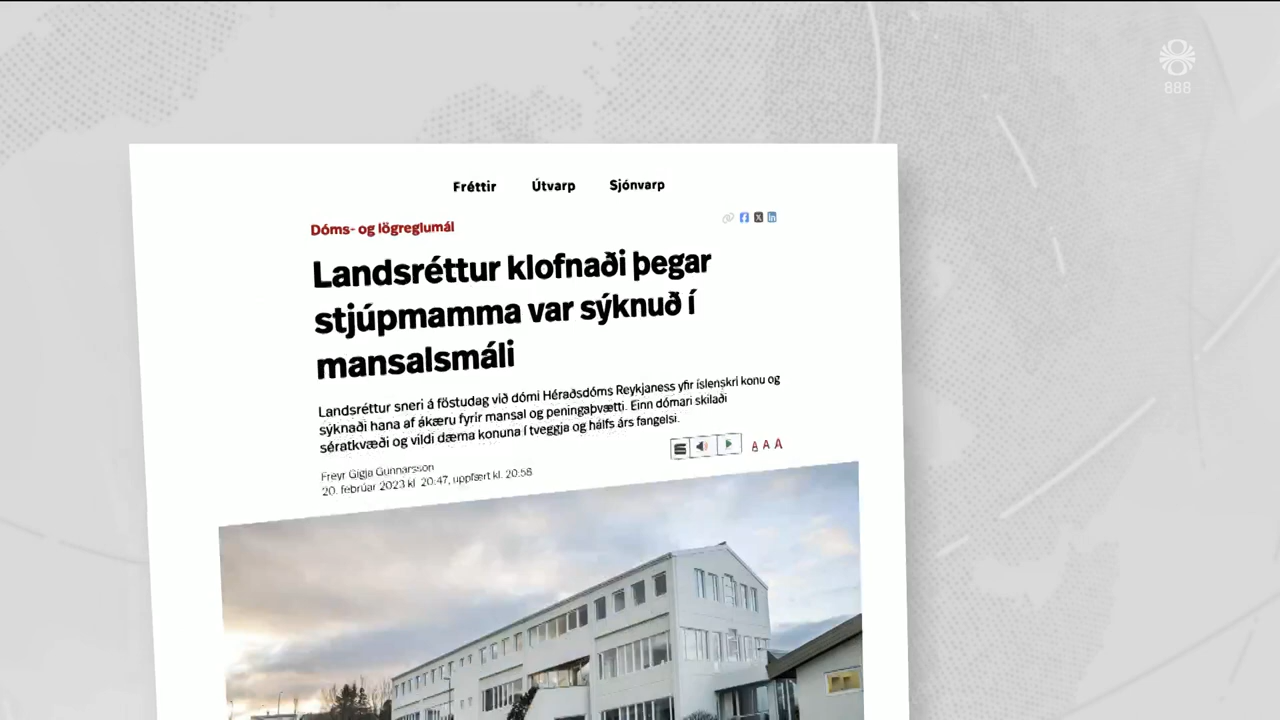 888
Fréttir Útvarp Sjónvarp
Dóms- og lögreglumál
Landsréttur klofnaði þegar
stjúpmamma var sýknuð í
mansalsmáli
Landsréttur sneri á föstudag við dómi Héraðsdóms Reykjaness yfir íslenskri konu og
sýknaði hana af ákæru fyrir mansal og peningaþvætti. Einn dómari skilaði
sératkvæði og vildi dæma konuna í tveggja og hálfs árs fangelsi.
A A A
Freyr Gígja Gunnarsson
20. febrúar 2023 kl. 20:47, uppfært kl. 20:58